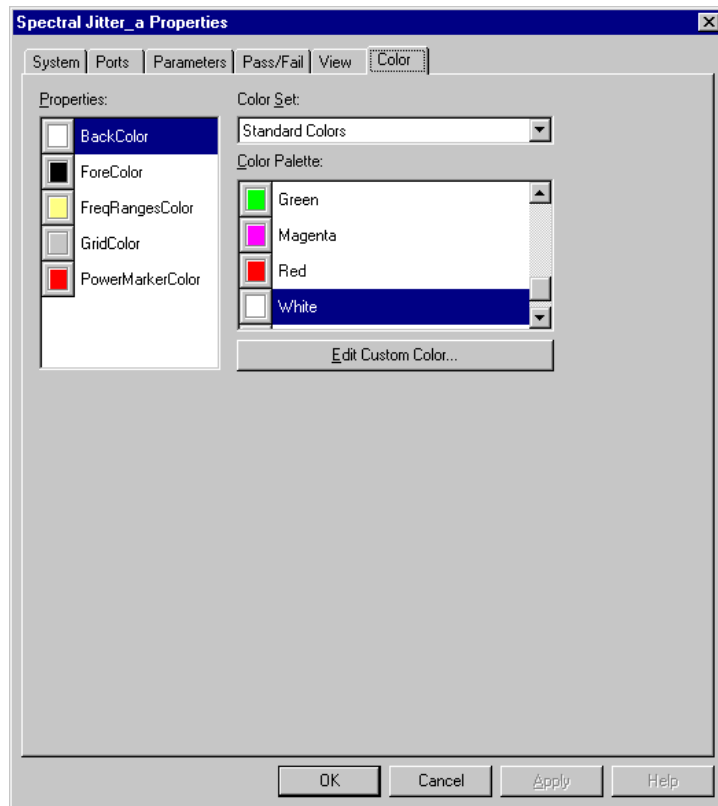 Spectral Jitter_a Properties
System Ports Parameters Pass/Fail View Color
Properties:
BackColor
ForeColor
FreqRangesColor
GridColor
PowerMarkerColor
Color Set:
Standard Colors
Color Palette:
Green
Magenta
Red
White
Edit Custom Color...
OK Cancel Apply Help